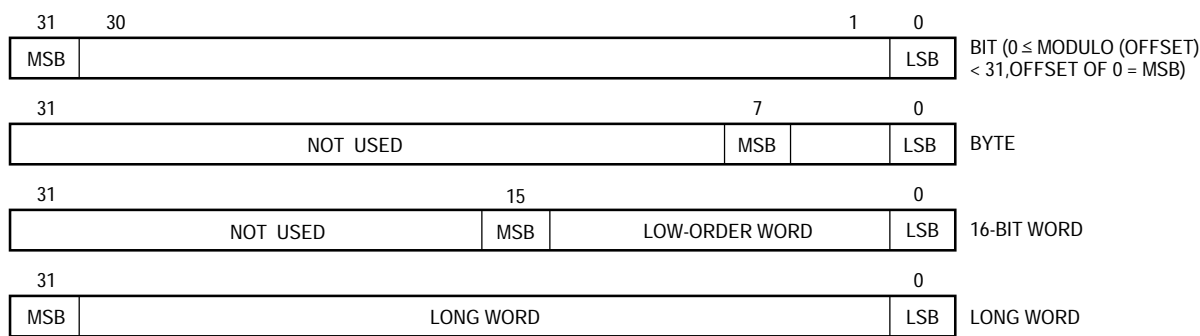 31 30 1 0
MSB LSB BIT (0 ≤ MODULO (OFFSET)
< 31,OFFSET OF 0 = MSB)
31 7 0
NOT USED MSB LSB BYTE
31 15 0
NOT USED MSB LOW-ORDER WORD LSB 16-BIT WORD
31 0
MSB LONG WORD LSB LONG WORD